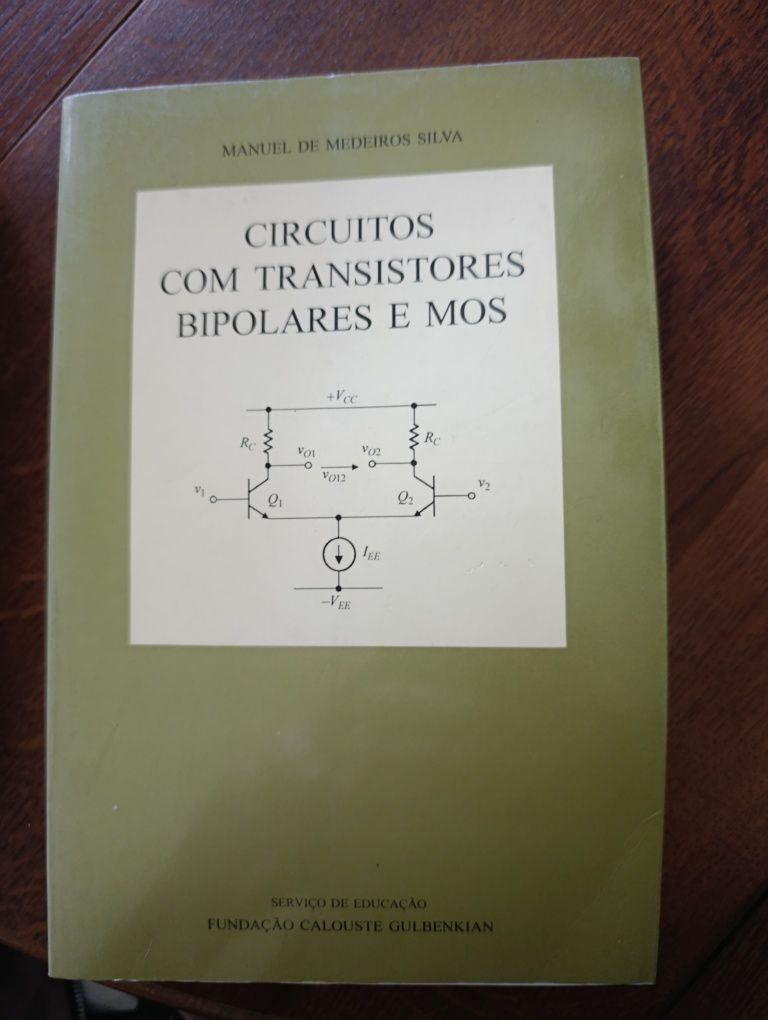 MANUEL DE MEDEIROS SILVA
CIRCUITOS
COM TRANSISTORES
BIPOLARES E MOS
+VCC
RC
RC
vO1
vO2
vO12
v1
Q1
Q2
v2
IEE
–VEE
SERVIÇO DE EDUCAÇÃO
FUNDAÇÃO CALOUSTE GULBENKIAN